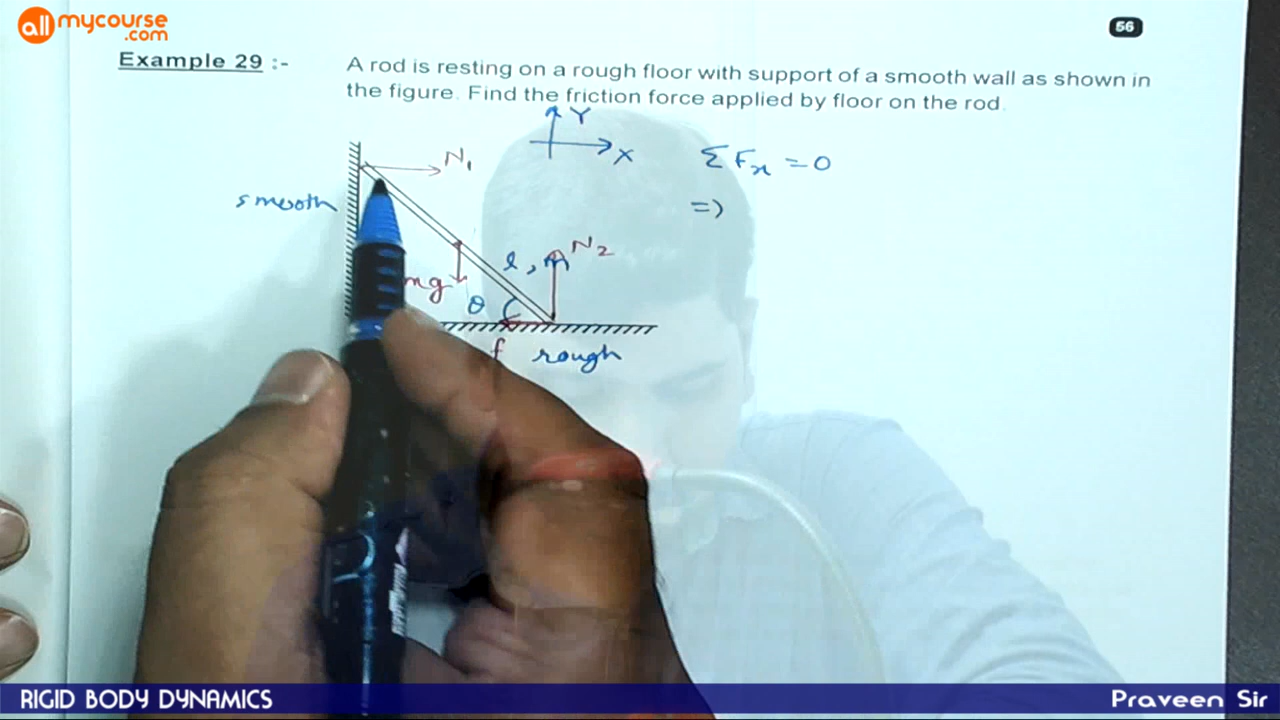 all mycourse .com
56
Example 29 :- A rod is resting on a rough floor with support of a smooth wall as shown in
the figure. Find the friction force applied by floor on the rod.
Y
X
N₁
ΣFx = 0
smooth
=>
N₂
l, m
mg
θ
f
rough
RIGID BODY DYNAMICS
Praveen Sir